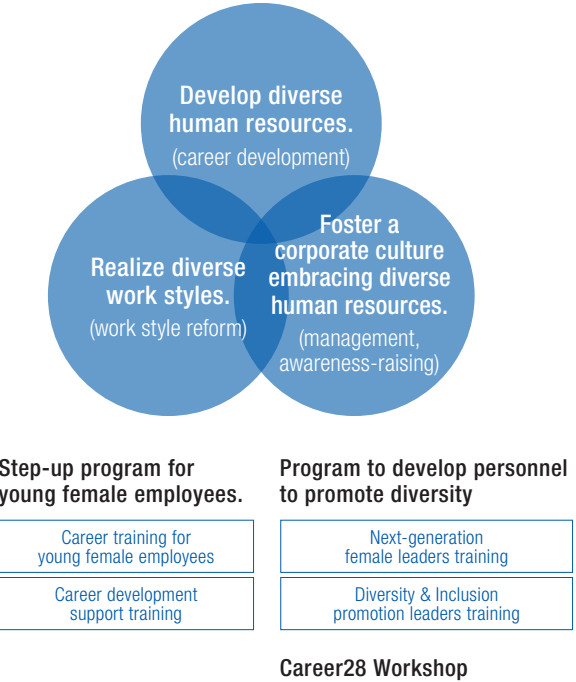 Develop diverse
human resources.
(career development)
Realize diverse
work styles.
(work style reform)
Foster a
corporate culture
embracing diverse
human resources.
(management,
awareness-raising)
Step-up program for
young female employees.
Career training for
young female employees
Career development
support training
Program to develop personnel
to promote diversity
Next-generation
female leaders training
Diversity & Inclusion
promotion leaders training
Career28 Workshop